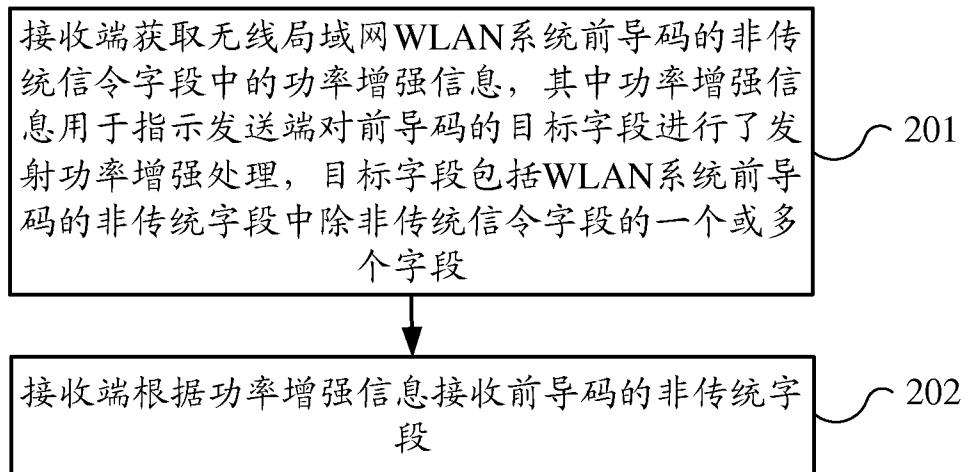 接收端获取无线局域网WLAN系统前导码的非传
统信令字段中的功率增强信息，其中功率增强信
息用于指示发送端对前导码的目标字段进行了发
射功率增强处理，目标字段包括WLAN系统前导
码的非传统字段中除非传统信令字段的一个或多
个字段
201
接收端根据功率增强信息接收前导码的非传统字
段
202